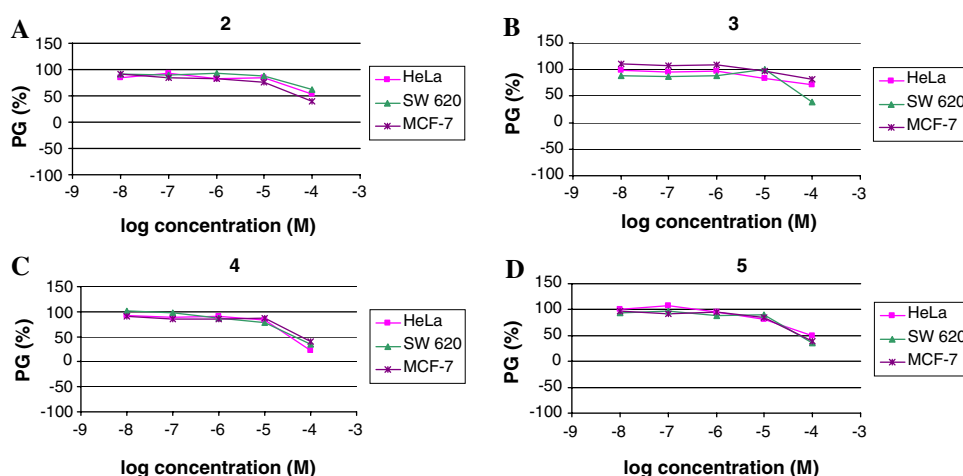 A
2
150
100
50
0
-50
-100
PG (%)
-9 -8 -7 -6 -5 -4 -3
log concentration (M)
HeLa
SW 620
MCF-7
B
3
150
100
50
0
-50
-100
PG (%)
-9 -8 -7 -6 -5 -4 -3
log concentration (M)
HeLa
SW 620
MCF-7
C
4
150
100
50
0
-50
-100
PG (%)
-9 -8 -7 -6 -5 -4 -3
log concentration (M)
HeLa
SW 620
MCF-7
D
5
150
100
50
0
-50
-100
PG (%)
-9 -8 -7 -6 -5 -4 -3
log concentration (M)
HeLa
SW 620
MCF-7